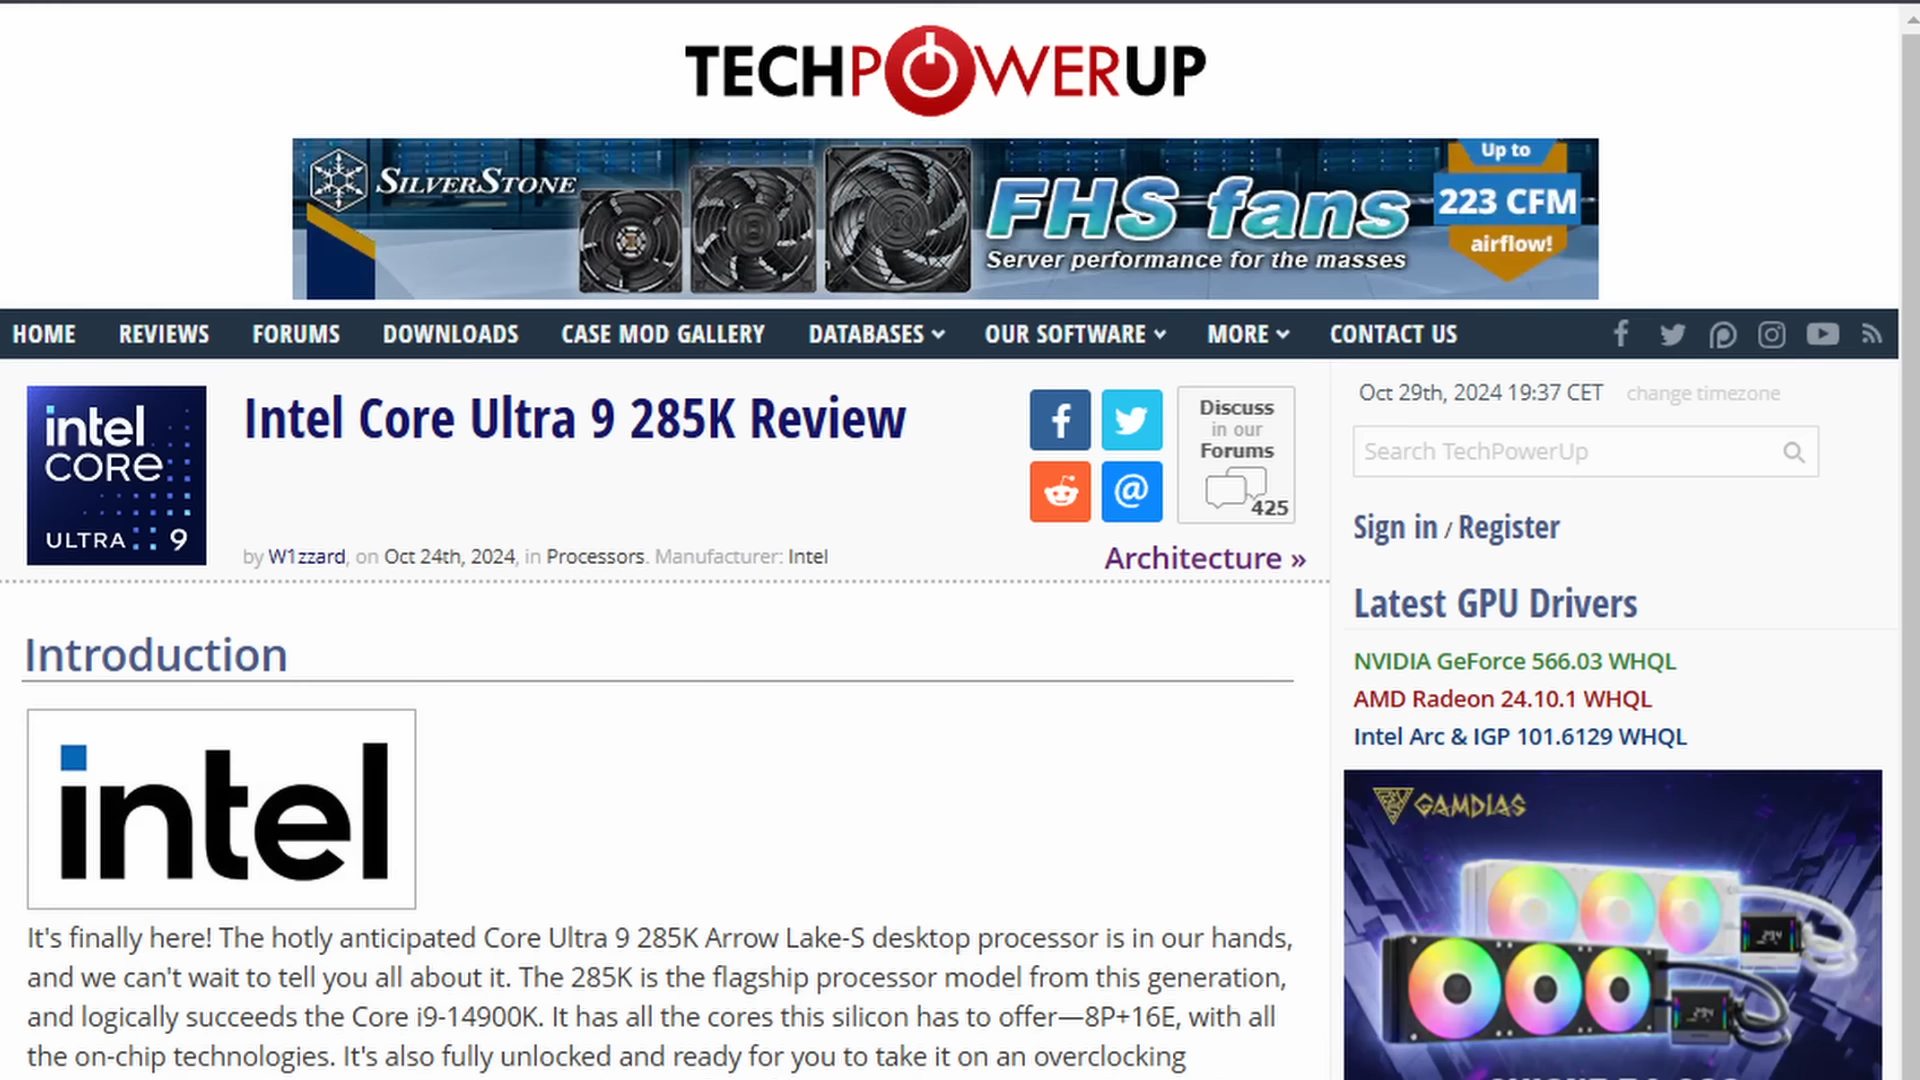 TECHPOWERUP
SILVERSTONE
FHS fans
Server performance for the masses
Up to
223 CFM
airflow!
HOME REVIEWS FORUMS DOWNLOADS CASE MOD GALLERY DATABASES OUR SOFTWARE MORE CONTACT US
intel
CORE
ULTRA 9
Intel Core Ultra 9 285K Review
Discuss
in our
Forums
425
by W1zzard, on Oct 24th, 2024, in Processors. Manufacturer: Intel
Architecture »
Oct 29th, 2024 19:37 CET change timezone
Search TechPowerUp
Sign in / Register
Latest GPU Drivers
NVIDIA GeForce 566.03 WHQL
AMD Radeon 24.10.1 WHQL
Intel Arc & IGP 101.6129 WHQL
GAMDIAS
Introduction
intel
It's finally here! The hotly anticipated Core Ultra 9 285K Arrow Lake-S desktop processor is in our hands,
and we can't wait to tell you all about it. The 285K is the flagship processor model from this generation,
and logically succeeds the Core i9-14900K. It has all the cores this silicon has to offer—8P+16E, with all
the on-chip technologies. It's also fully unlocked and ready for you to take it on an overclocking